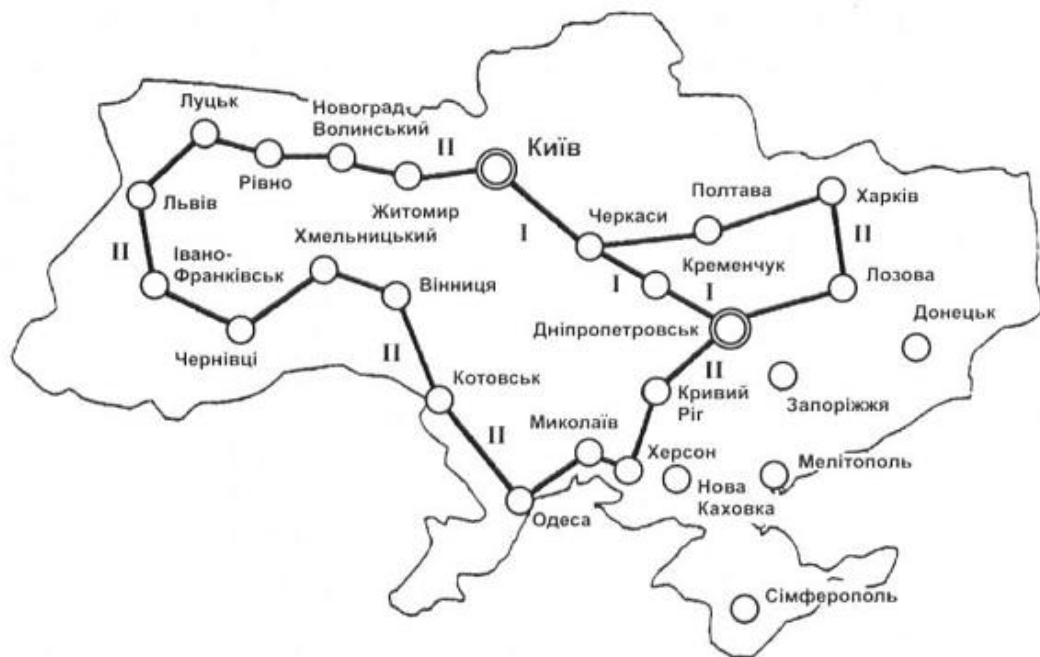 Луцьк
Новоград
Волинський
II
Київ
Рівно
Житомир
Львів
Полтава
Харків
Черкаси
I
II
Хмельницький
II
Івано-
Франківськ
Вінниця
Кременчук
I
I
Лозова
Чернівці
II
Дніпропетровськ
II
Донецьк
Котовськ
Кривий
Ріг
Запоріжжя
II
Миколаїв
Херсон
Мелітополь
Одеса
Нова
Каховка
Сімферополь